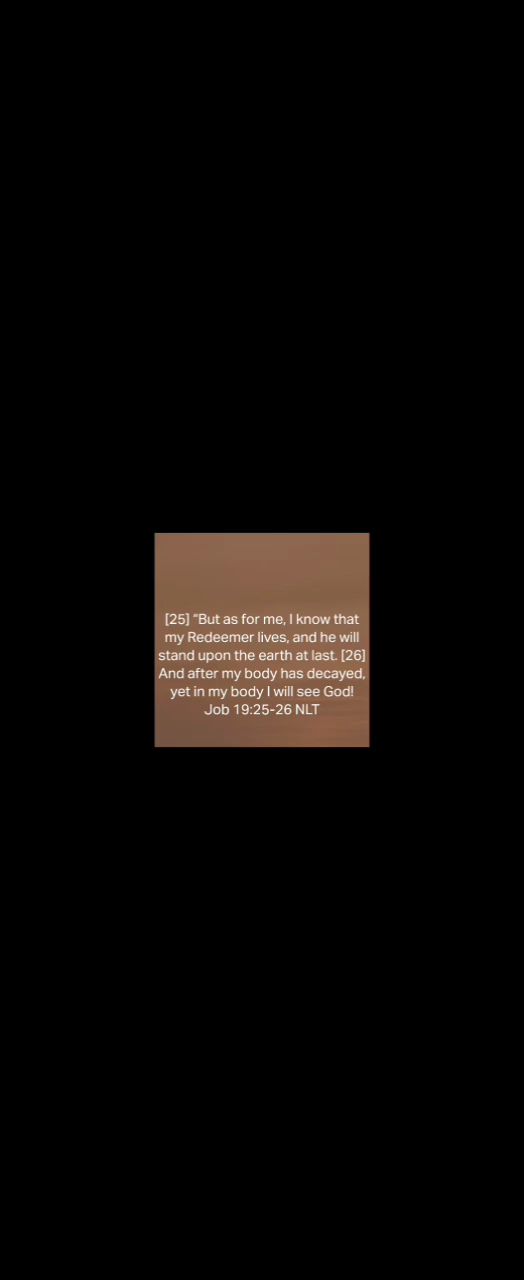 [25] “But as for me, I know that
my Redeemer lives, and he will
stand upon the earth at last. [26]
And after my body has decayed,
yet in my body I will see God!
Job 19:25-26 NLT